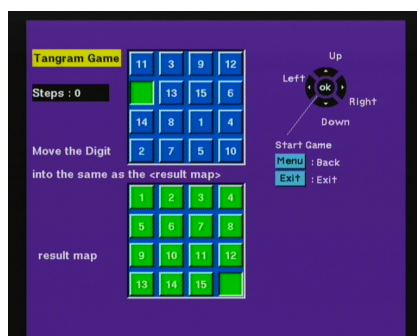 Tangram Game
11 3 9 12
Steps : 0
13 15 6
14 8 1 4
Move the Digit
2 7 5 10
into the same as the <result map>
1 2 3 4
5 6 7 8
result map
9 10 11 12
13 14 15
Up
Left
ok
Right
Down
Start Game
Menu : Back
Exit : Exit